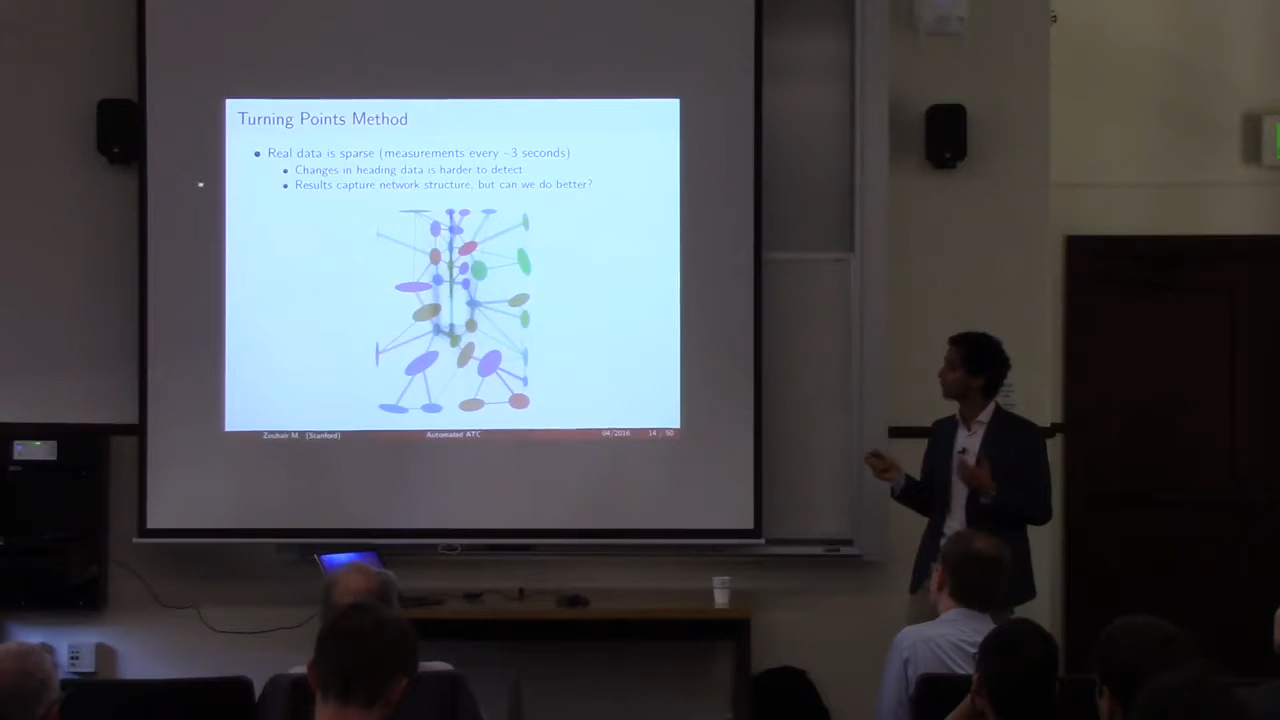 Turning Points Method
Real data is sparse (measurements every ~3 seconds)
Changes in heading data is harder to detect
Results capture network structure, but can we do better?
Zouhair M. (Stanford) Automated ATC 04/2016 14 / 50